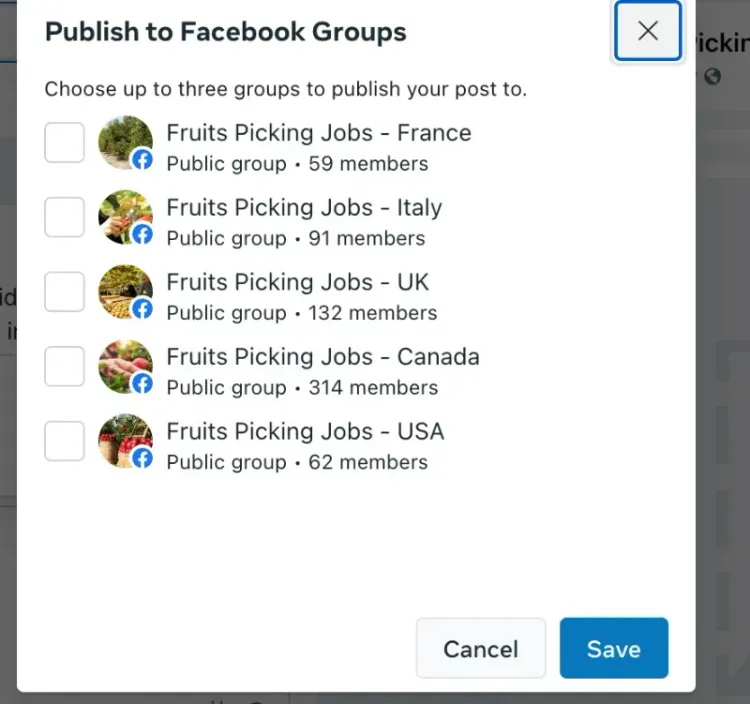 Publish to Facebook Groups
Choose up to three groups to publish your post to.
Fruits Picking Jobs - France
Public group • 59 members
Fruits Picking Jobs - Italy
Public group • 91 members
Fruits Picking Jobs - UK
Public group • 132 members
Fruits Picking Jobs - Canada
Public group • 314 members
Fruits Picking Jobs - USA
Public group • 62 members
Cancel
Save